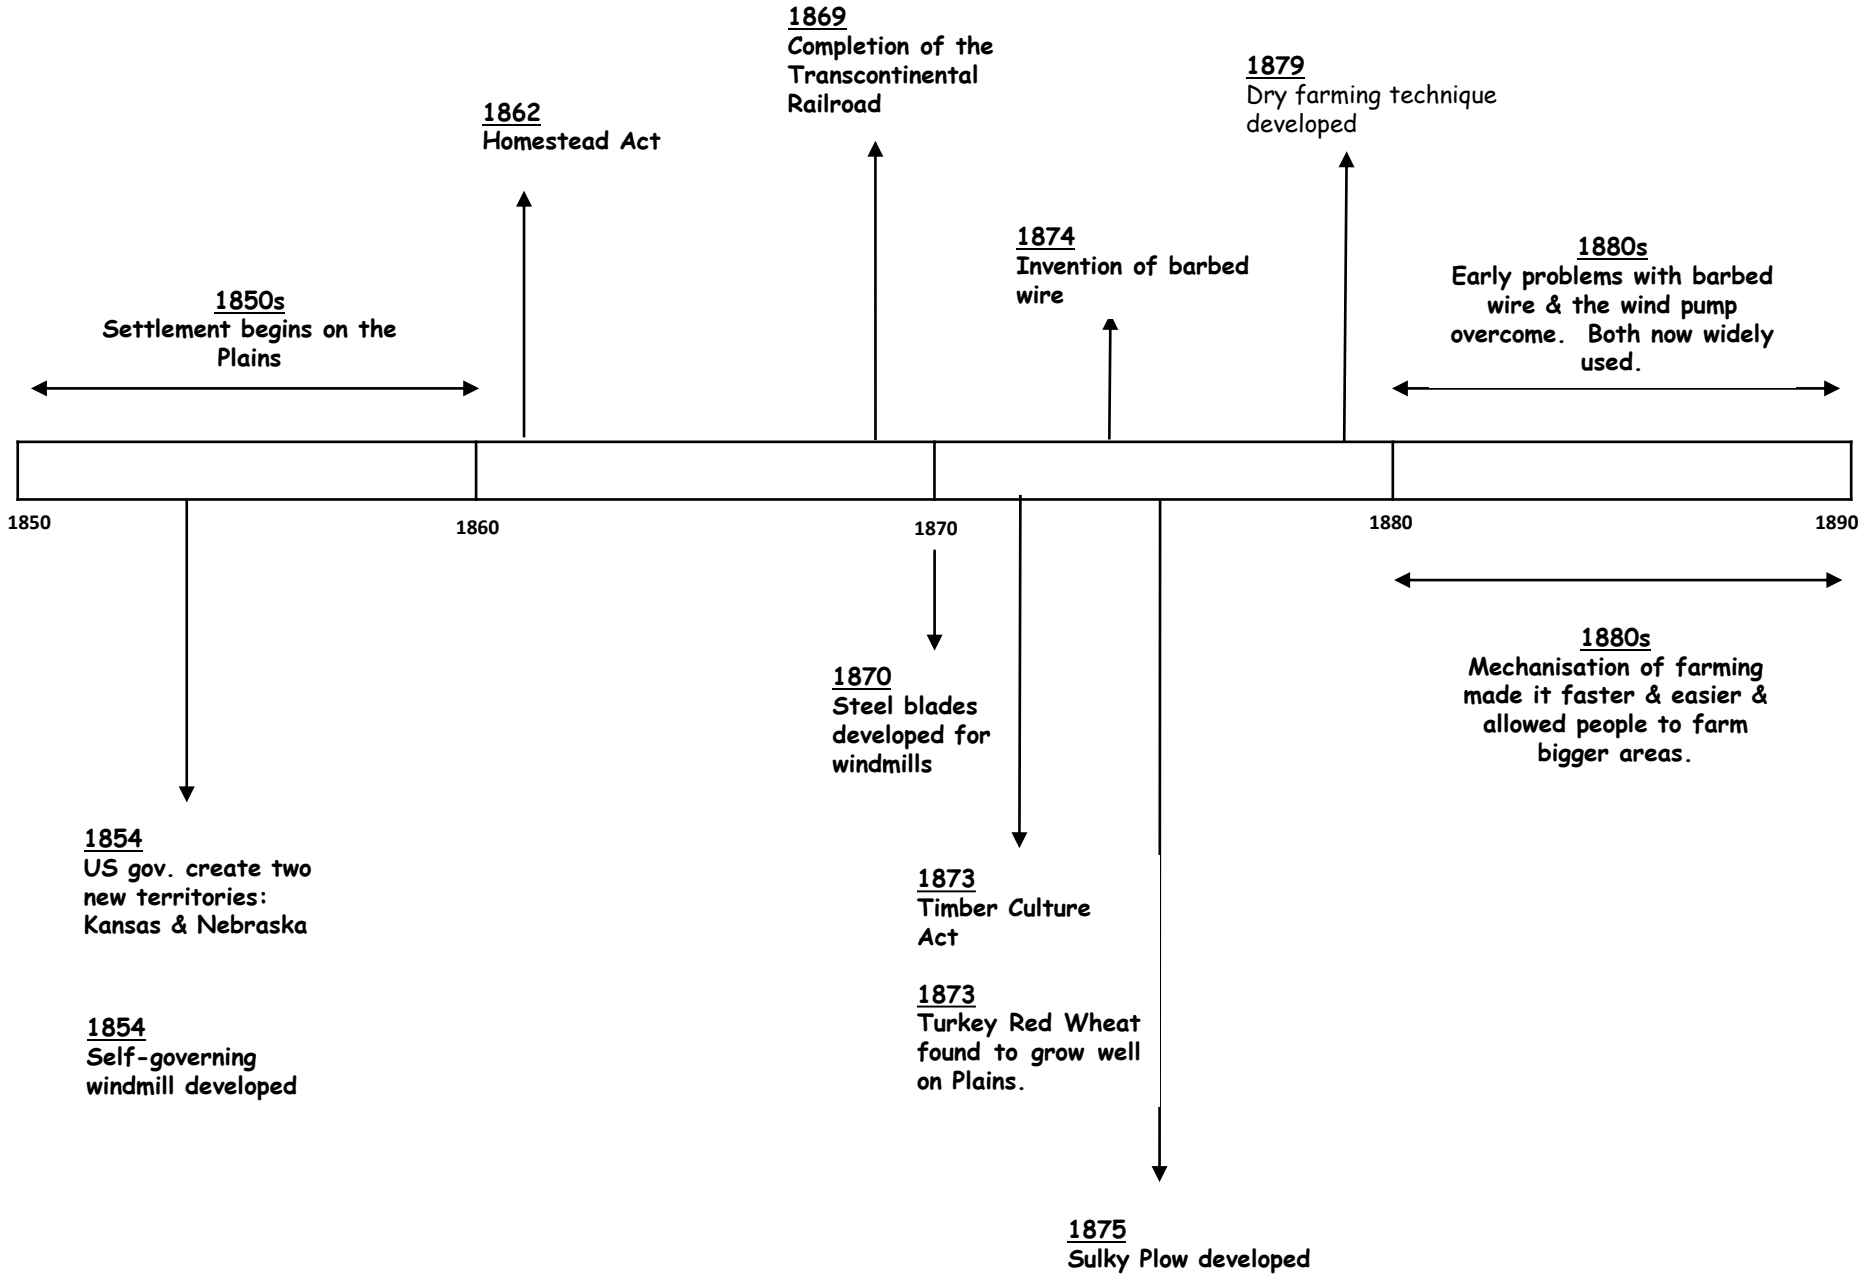 1869
Completion of the
Transcontinental
Railroad
1879
Dry farming technique
developed
1862
Homestead Act
1874
Invention of barbed
wire
1880s
Early problems with barbed
wire & the wind pump
overcome.  Both now widely
used.
1850s
Settlement begins on the
Plains
1850
1860
1870
1880
1890
1880s
Mechanisation of farming
made it faster & easier &
allowed people to farm
bigger areas.
1870
Steel blades
developed for
windmills
1854
US gov. create two
new territories:
Kansas & Nebraska
1873
Timber Culture
Act
1873
Turkey Red Wheat
found to grow well
on Plains.
1854
Self-governing
windmill developed
1875
Sulky Plow developed